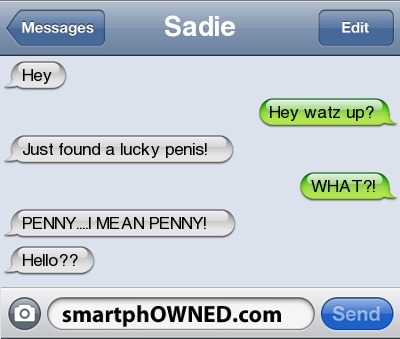 Messages
Sadie
Edit
Hey
Hey watz up?
Just found a lucky penis!
WHAT?!
PENNY....I MEAN PENNY!
Hello??
smartphOWNED.com
Send